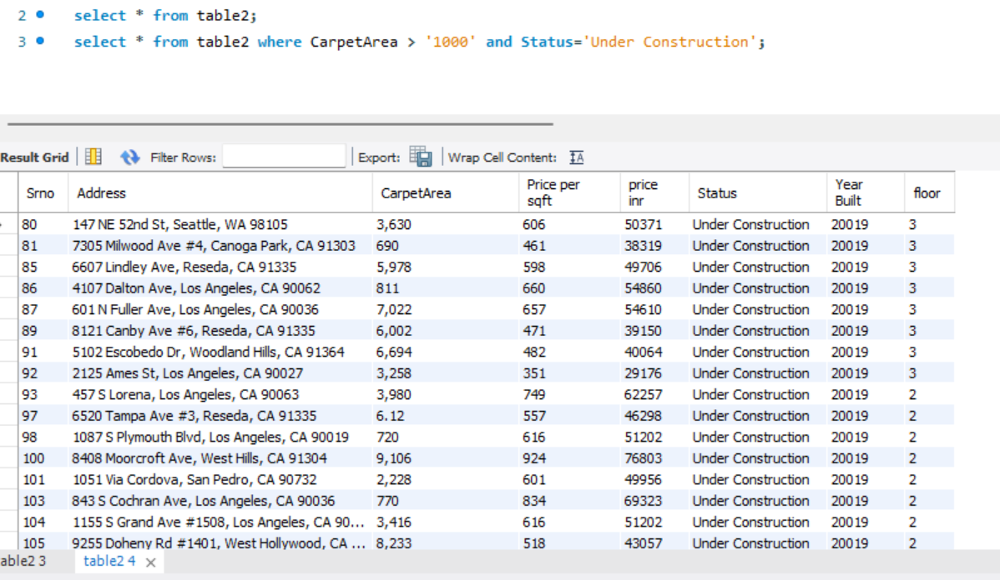 2 select * from table2;
3 select * from table2 where CarpetArea > '1000' and Status='Under Construction';
Result Grid Filter Rows: Export: Wrap Cell Content: IA
Srno Address CarpetArea Price per sqft price inr Status Year Built floor
80 147 NE 52nd St, Seattle, WA 98105 3,630 606 50371 Under Construction 20019 3
81 7305 Milwood Ave #4, Canoga Park, CA 91303 690 461 38319 Under Construction 20019 3
85 6607 Lindley Ave, Reseda, CA 91335 5,978 598 49706 Under Construction 20019 3
86 4107 Dalton Ave, Los Angeles, CA 90062 811 660 54860 Under Construction 20019 3
87 601 N Fuller Ave, Los Angeles, CA 90036 7,022 657 54610 Under Construction 20019 3
89 8121 Canby Ave #6, Reseda, CA 91335 6,002 471 39150 Under Construction 20019 3
91 5102 Escobedo Dr, Woodland Hills, CA 91364 6,694 482 40064 Under Construction 20019 3
92 2125 Ames St, Los Angeles, CA 90027 3,258 351 29176 Under Construction 20019 3
93 457 S Lorena, Los Angeles, CA 90063 3,980 749 62257 Under Construction 20019 2
97 6520 Tampa Ave #3, Reseda, CA 91335 6.12 557 46298 Under Construction 20019 2
98 1087 S Plymouth Blvd, Los Angeles, CA 90019 720 616 51202 Under Construction 20019 2
100 8408 Moorcroft Ave, West Hills, CA 91304 9,106 924 76803 Under Construction 20019 2
101 1051 Via Cordova, San Pedro, CA 90732 2,228 601 49956 Under Construction 20019 2
103 843 S Cochran Ave, Los Angeles, CA 90036 770 834 69323 Under Construction 20019 2
104 1155 S Grand Ave #1508, Los Angeles, CA 90... 3,416 616 51202 Under Construction 20019 2
105 9255 Doheny Rd #1401, West Hollywood, CA ... 8,233 518 43057 Under Construction 20019 2
able2 3 table2 4